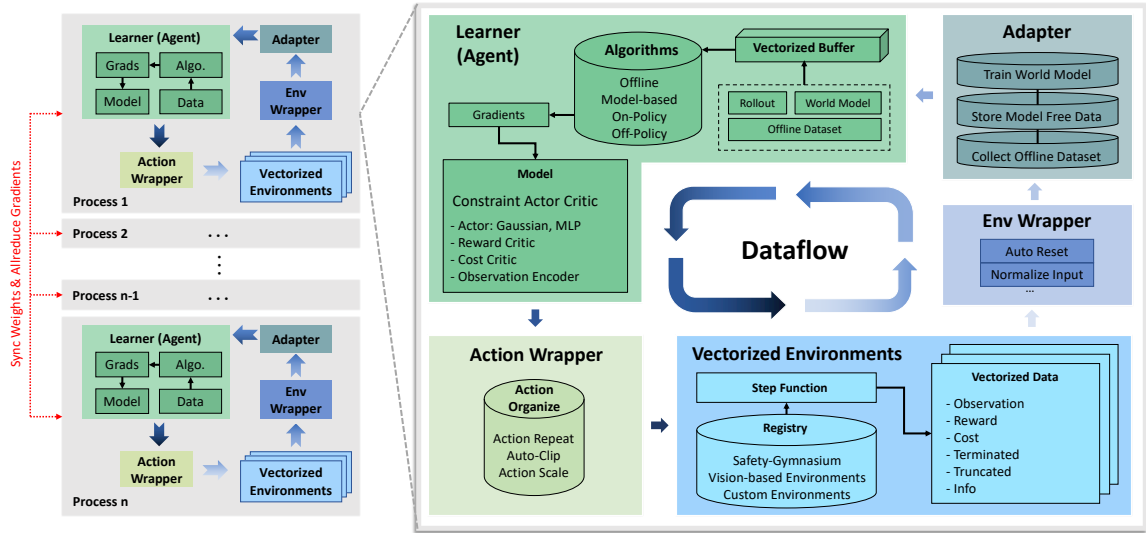 Sync Weights & Allreduce Gradients
Learner (Agent)
Grads
Algo.
Model
Data
Adapter
Env
Wrapper
Action
Wrapper
Vectorized
Environments
Process 1
Process 2
...
...
Process n-1
...
Learner (Agent)
Grads
Algo.
Model
Data
Adapter
Env
Wrapper
Action
Wrapper
Vectorized
Environments
Process n
Learner
(Agent)
Algorithms
Offline
Model-based
On-Policy
Off-Policy
Vectorized Buffer
Rollout
World Model
Offline Dataset
Gradients
Model
Constraint Actor Critic
- Actor: Gaussian, MLP
- Reward Critic
- Cost Critic
- Observation Encoder
Dataflow
Adapter
Train World Model
Store Model Free Data
Collect Offline Dataset
Env Wrapper
Auto Reset
Normalize Input
...
Action Wrapper
Action
Organize
Action Repeat
Auto-Clip
Action Scale
Vectorized Environments
Step Function
Registry
Safety-Gymnasium
Vision-based Environments
Custom Environments
Vectorized Data
- Observation
- Reward
- Cost
- Terminated
- Truncated
- Info